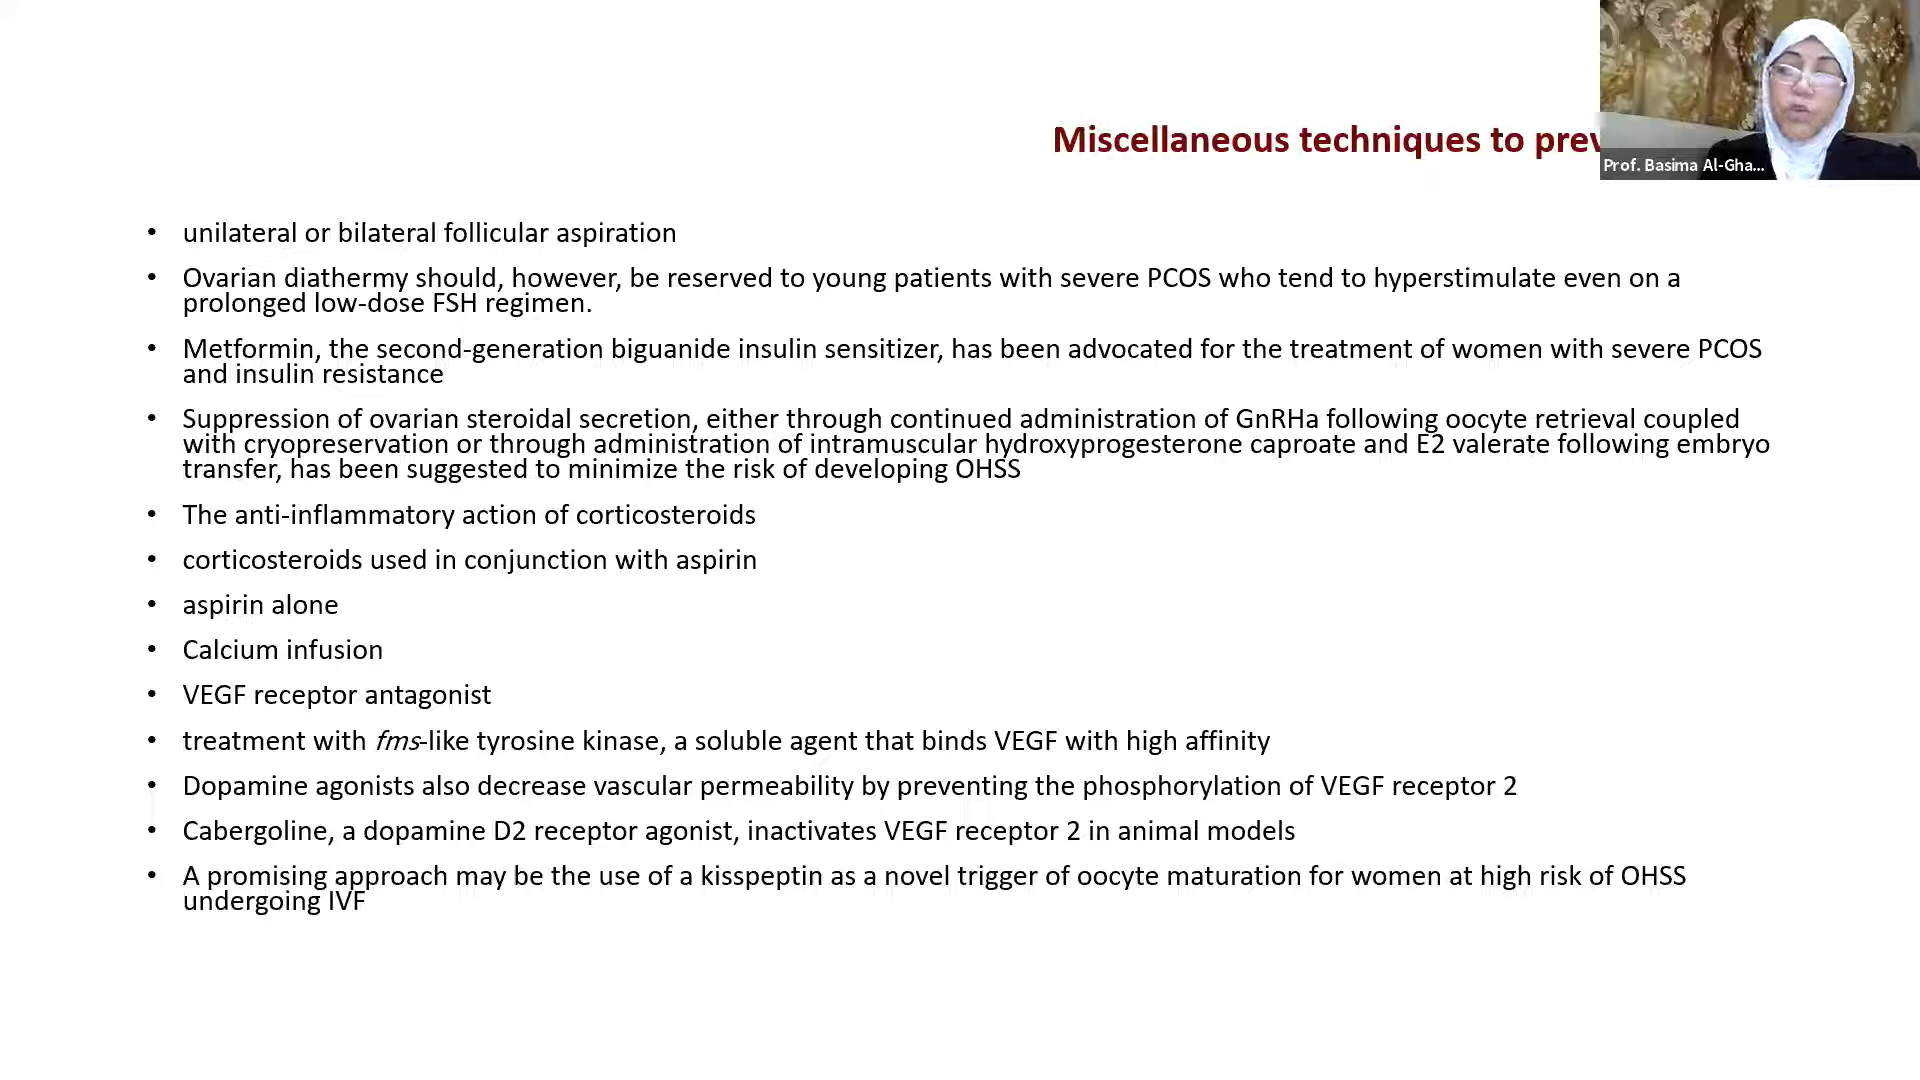 Miscellaneous techniques to prev
Prof. Basima Al-Gha...
• unilateral or bilateral follicular aspiration
• Ovarian diathermy should, however, be reserved to young patients with severe PCOS who tend to hyperstimulate even on a
prolonged low-dose FSH regimen.
• Metformin, the second-generation biguanide insulin sensitizer, has been advocated for the treatment of women with severe PCOS
and insulin resistance
• Suppression of ovarian steroidal secretion, either through continued administration of GnRHa following oocyte retrieval coupled
with cryopreservation or through administration of intramuscular hydroxyprogesterone caproate and E2 valerate following embryo
transfer, has been suggested to minimize the risk of developing OHSS
• The anti-inflammatory action of corticosteroids
• corticosteroids used in conjunction with aspirin
• aspirin alone
• Calcium infusion
• VEGF receptor antagonist
• treatment with fms-like tyrosine kinase, a soluble agent that binds VEGF with high affinity
• Dopamine agonists also decrease vascular permeability by preventing the phosphorylation of VEGF receptor 2
• Cabergoline, a dopamine D2 receptor agonist, inactivates VEGF receptor 2 in animal models
• A promising approach may be the use of a kisspeptin as a novel trigger of oocyte maturation for women at high risk of OHSS
undergoing IVF